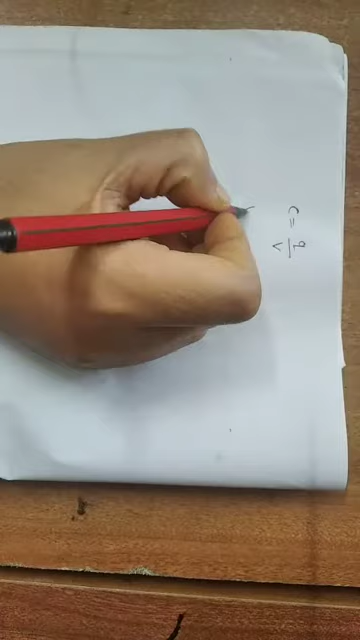 C = q/V